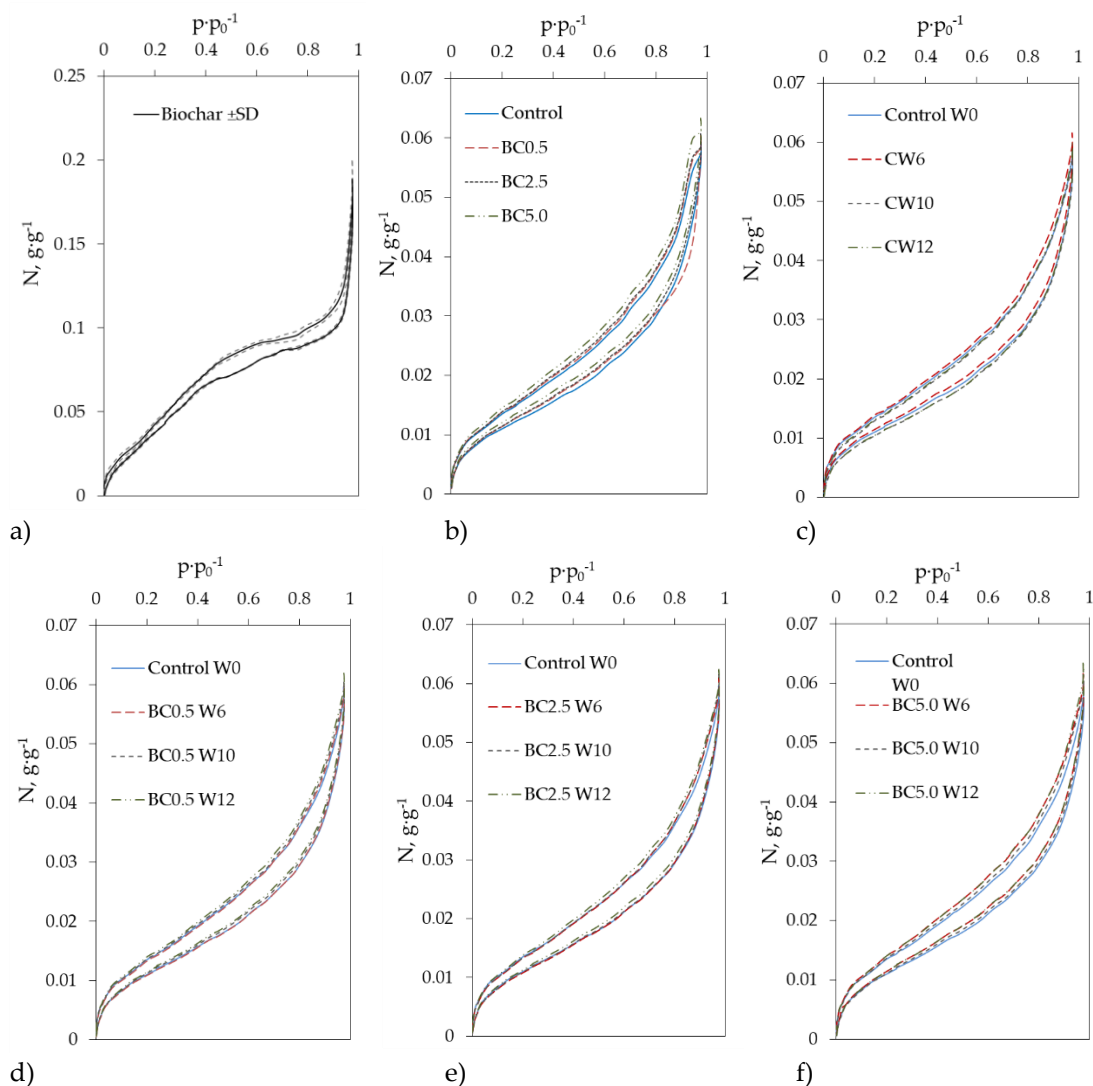 p·p₀⁻¹
0 0.2 0.4 0.6 0.8 1
0.25
0.2
0.15
0.1
0.05
0
N, g·g⁻¹
Biochar ±SD
a)
p·p₀⁻¹
0 0.2 0.4 0.6 0.8 1
0.07
0.06
0.05
0.04
0.03
0.02
0.01
0
N, g·g⁻¹
Control
BC0.5
BC2.5
BC5.0
b)
p·p₀⁻¹
0 0.2 0.4 0.6 0.8 1
0.07
0.06
0.05
0.04
0.03
0.02
0.01
0
N, g·g⁻¹
Control W0
CW6
CW10
CW12
c)
p·p₀⁻¹
0 0.2 0.4 0.6 0.8 1
0.07
0.06
0.05
0.04
0.03
0.02
0.01
0
N, g·g⁻¹
Control W0
BC0.5 W6
BC0.5 W10
BC0.5 W12
d)
p·p₀⁻¹
0 0.2 0.4 0.6 0.8 1
0.07
0.06
0.05
0.04
0.03
0.02
0.01
0
N, g·g⁻¹
Control W0
BC2.5 W6
BC2.5 W10
BC2.5 W12
e)
p·p₀⁻¹
0 0.2 0.4 0.6 0.8 1
0.07
0.06
0.05
0.04
0.03
0.02
0.01
0
N, g·g⁻¹
Control
W0
BC5.0 W6
BC5.0 W10
BC5.0 W12
f)